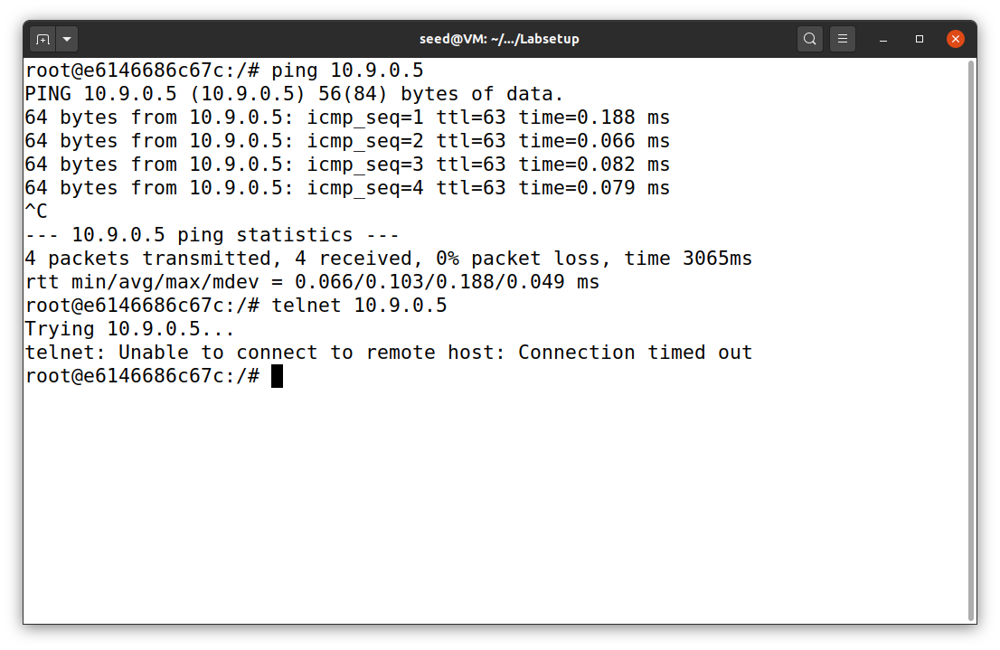 seed@VM: ~/.../Labsetup
root@e6146686c67c:/# ping 10.9.0.5
PING 10.9.0.5 (10.9.0.5) 56(84) bytes of data.
64 bytes from 10.9.0.5: icmp_seq=1 ttl=63 time=0.188 ms
64 bytes from 10.9.0.5: icmp_seq=2 ttl=63 time=0.066 ms
64 bytes from 10.9.0.5: icmp_seq=3 ttl=63 time=0.082 ms
64 bytes from 10.9.0.5: icmp_seq=4 ttl=63 time=0.079 ms
^C
--- 10.9.0.5 ping statistics ---
4 packets transmitted, 4 received, 0% packet loss, time 3065ms
rtt min/avg/max/mdev = 0.066/0.103/0.188/0.049 ms
root@e6146686c67c:/# telnet 10.9.0.5
Trying 10.9.0.5...
telnet: Unable to connect to remote host: Connection timed out
root@e6146686c67c:/#